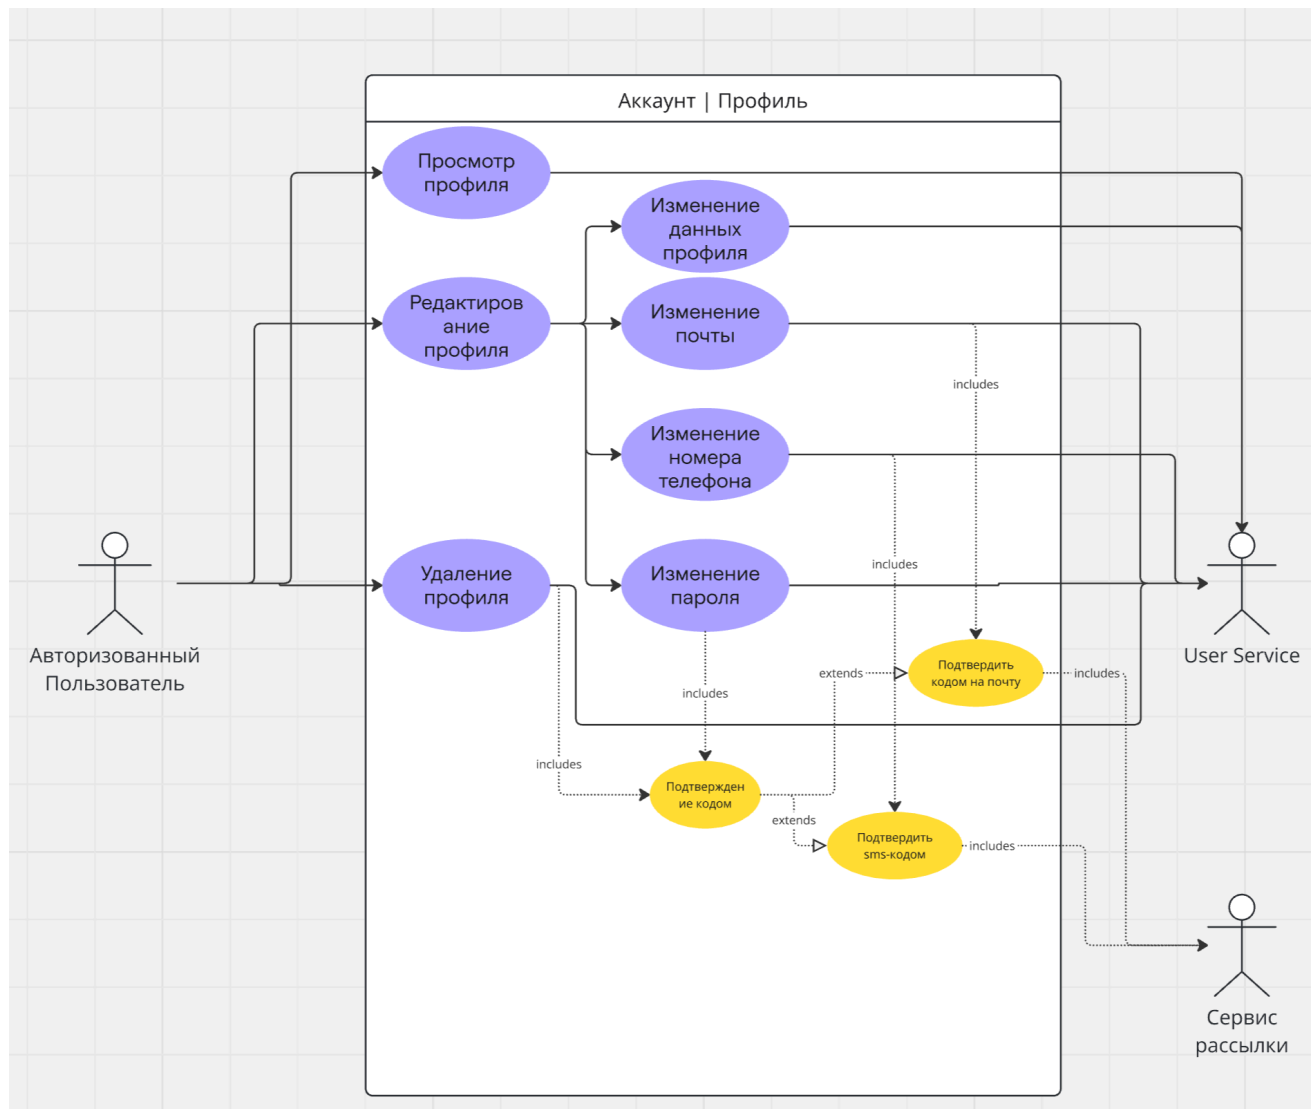 Аккаунт | Профиль
Просмотр
профиля
Изменение
данных
профиля
Редактиров
ание
профиля
Изменение
почты
includes
Изменение
номера
телефона
includes
Удаление
профиля
Изменение
пароля
Авторизованный
Пользователь
User Service
Подтвердить
кодом на почту
extends
includes
includes
includes
Подтвержден
ие кодом
extends
Подтвердить
sms-кодом
includes
Сервис
рассылки